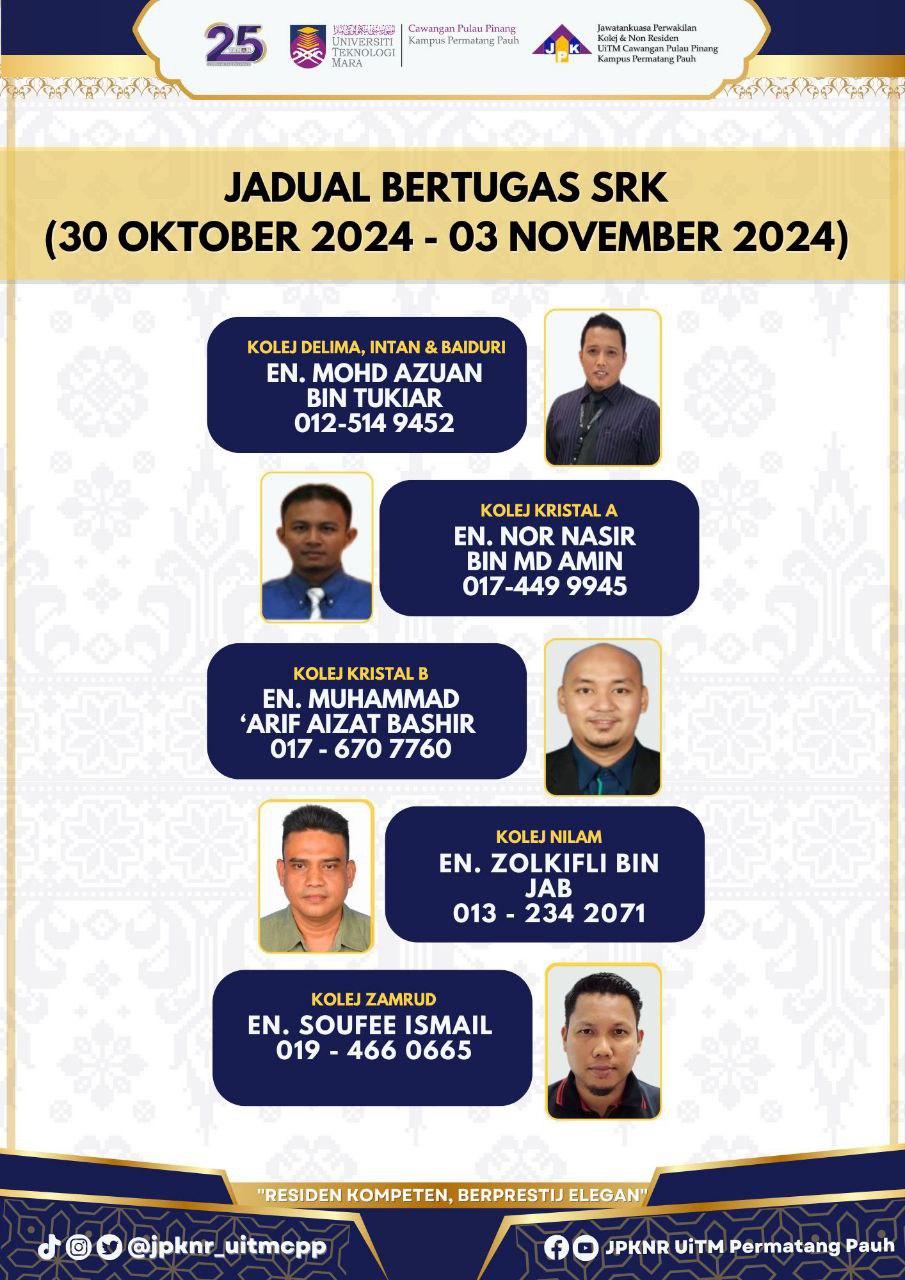 25
TAHUN
UNIVERSITI
TEKNOLOGI
MARA
Cawangan Pulau Pinang
Kampus Permatang Pauh
JPK
Jawatankuasa Perwakilan
Kolej & Non Residen
UiTM Cawangan Pulau Pinang
Kampus Permatang Pauh
JADUAL BERTUGAS SRK
(30 OKTOBER 2024 - 03 NOVEMBER 2024)
KOLEJ DELIMA, INTAN & BAIDURI
EN. MOHD AZUAN
BIN TUKIAR
012-514 9452
KOLEJ KRISTAL A
EN. NOR NASIR
BIN MD AMIN
017-449 9945
KOLEJ KRISTAL B
EN. MUHAMMAD
‘ARIF AIZAT BASHIR
017 - 670 7760
KOLEJ NILAM
EN. ZOLKIFLI BIN
JAB
013 - 234 2071
KOLEJ ZAMRUD
EN. SOUFEE ISMAIL
019 - 466 0665
"RESIDEN KOMPETEN, BERPRESTIJ ELEGAN"
@jpknr_uitmcpp
JPKNR UiTM Permatang Pauh